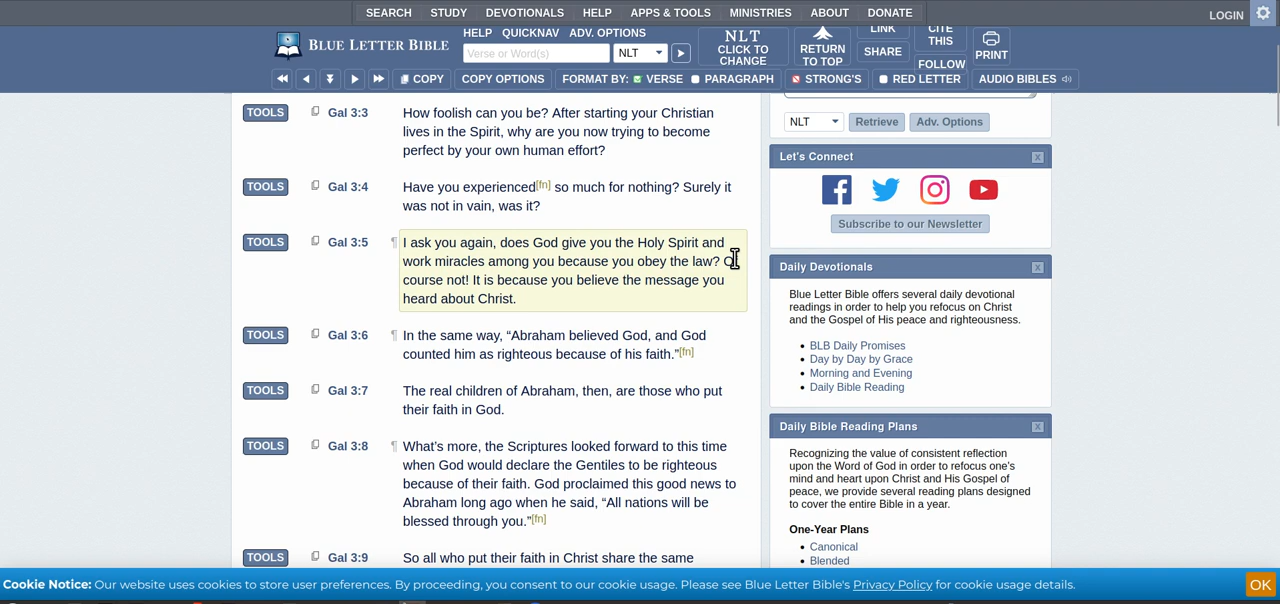 SEARCH STUDY DEVOTIONALS HELP APPS & TOOLS MINISTRIES ABOUT DONATE
LOGIN
BLUE LETTER BIBLE
HELP QUICKNAV ADV. OPTIONS
Verse or Word(s) NLT
NLT
CLICK TO
CHANGE
RETURN
TO TOP
LINK
SHARE
CITE
THIS
FOLLOW
PRINT
COPY COPY OPTIONS FORMAT BY: VERSE PARAGRAPH STRONG'S RED LETTER AUDIO BIBLES
TOOLS Gal 3:3 How foolish can you be? After starting your Christian
lives in the Spirit, why are you now trying to become
perfect by your own human effort?
TOOLS Gal 3:4 Have you experienced[fn] so much for nothing? Surely it
was not in vain, was it?
TOOLS Gal 3:5 ¶ I ask you again, does God give you the Holy Spirit and
work miracles among you because you obey the law?
course not! It is because you believe the message you
heard about Christ.
TOOLS Gal 3:6 ¶ In the same way, “Abraham believed God, and God
counted him as righteous because of his faith.”[fn]
TOOLS Gal 3:7 The real children of Abraham, then, are those who put
their faith in God.
TOOLS Gal 3:8 ¶ What’s more, the Scriptures looked forward to this time
when God would declare the Gentiles to be righteous
because of their faith. God proclaimed this good news to
Abraham long ago when he said, “All nations will be
blessed through you.”[fn]
TOOLS Gal 3:9 So all who put their faith in Christ share the same
NLT Retrieve Adv. Options
Let's Connect X
Subscribe to our Newsletter
Daily Devotionals X
Blue Letter Bible offers several daily devotional
readings in order to help you refocus on Christ
and the Gospel of His peace and righteousness.
• BLB Daily Promises
• Day by Day by Grace
• Morning and Evening
• Daily Bible Reading
Daily Bible Reading Plans X
Recognizing the value of consistent reflection
upon the Word of God in order to refocus one's
mind and heart upon Christ and His Gospel of
peace, we provide several reading plans designed
to cover the entire Bible in a year.
One-Year Plans
• Canonical
• Blended
Cookie Notice: Our website uses cookies to store user preferences. By proceeding, you consent to our cookie usage. Please see Blue Letter Bible's Privacy Policy for cookie usage details. OK